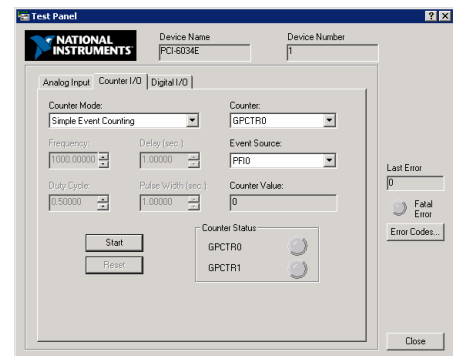 Test Panel
NATIONAL INSTRUMENTS
Device Name
PCI-6034E
Device Number
1
Analog Input Counter I/O Digital I/O
Counter Mode:
Simple Event Counting
Counter:
GPCTR0
Frequency:
1000.00000
Delay (sec.)
1.00000
Event Source:
PFI0
Duty Cycle:
0.50000
Pulse Width (sec.):
1.00000
Counter Value:
0
Start
Reset
Counter Status
GPCTR0
GPCTR1
Last Error
0
Fatal Error
Error Codes...
Close